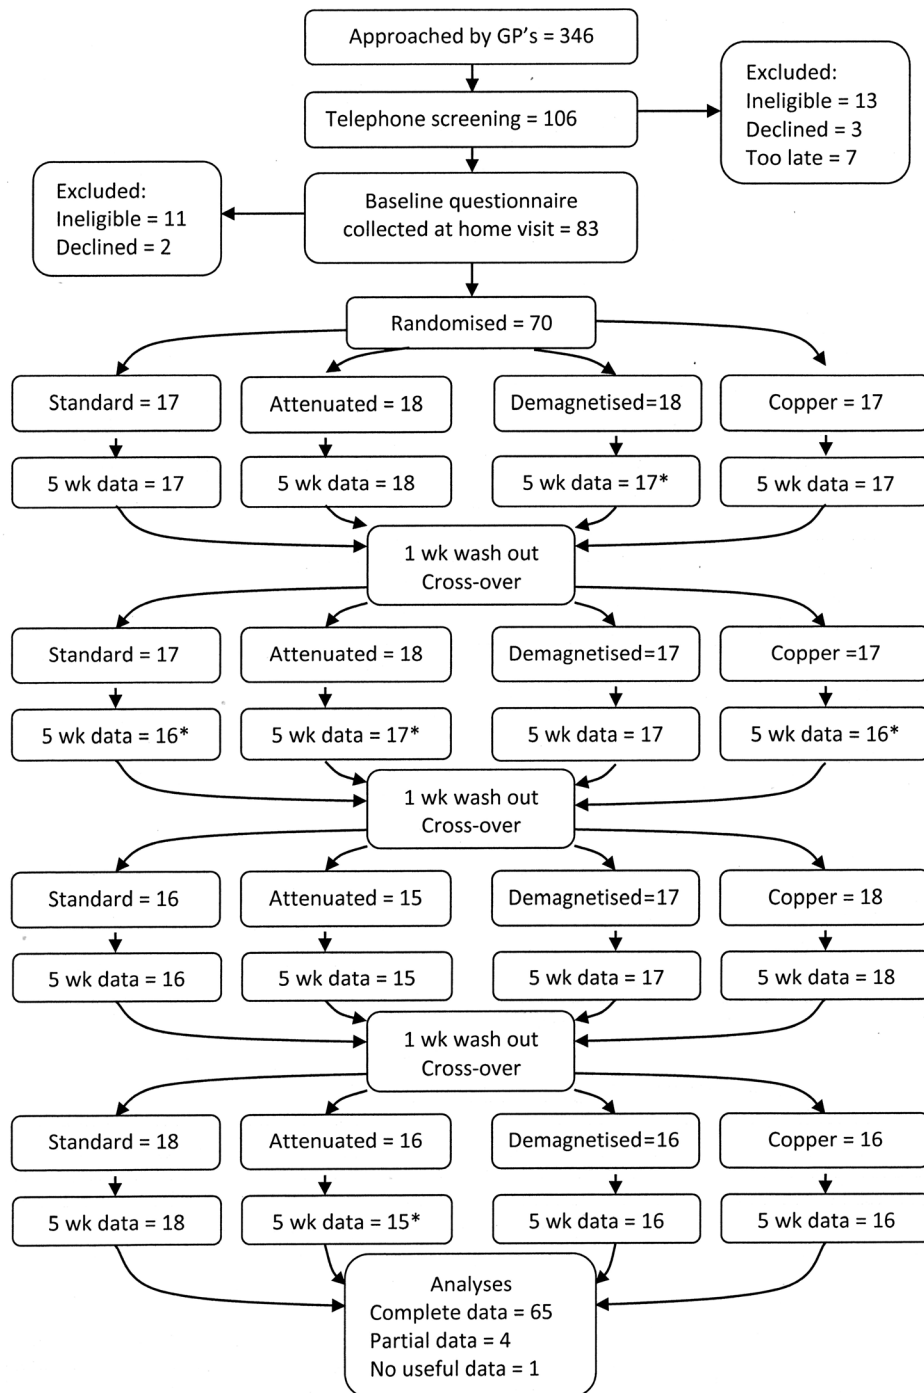 Approached by GP's = 346
Excluded:
Ineligible = 13
Declined = 3
Too late = 7
Telephone screening = 106
Excluded:
Ineligible = 11
Declined = 2
Baseline questionnaire
collected at home visit = 83
Randomised = 70
Standard = 17
Attenuated = 18
Demagnetised=18
Copper = 17
5 wk data = 17
5 wk data = 18
5 wk data = 17*
5 wk data = 17
1 wk wash out
Cross-over
Standard = 17
Attenuated = 18
Demagnetised=17
Copper =17
5 wk data = 16*
5 wk data = 17*
5 wk data = 17
5 wk data = 16*
1 wk wash out
Cross-over
Standard = 16
Attenuated = 15
Demagnetised=17
Copper = 18
5 wk data = 16
5 wk data = 15
5 wk data = 17
5 wk data = 18
1 wk wash out
Cross-over
Standard = 18
Attenuated = 16
Demagnetised=16
Copper = 16
5 wk data = 18
5 wk data = 15*
5 wk data = 16
5 wk data = 16
Analyses
Complete data = 65
Partial data = 4
No useful data = 1